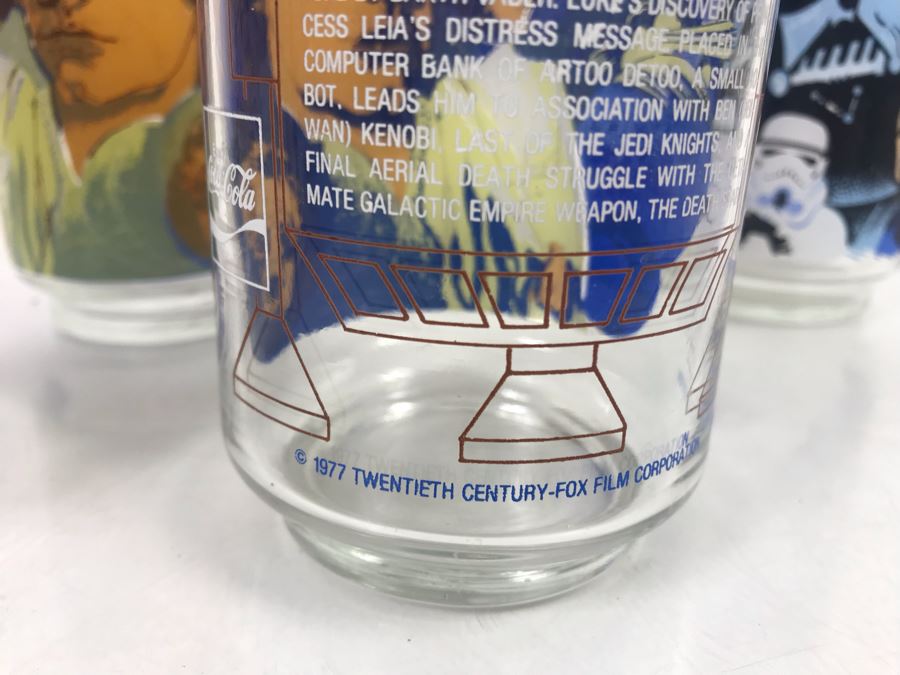 DARTH VADER. LUKE'S DISCOVERY OF
CESS LEIA'S DISTRESS MESSAGE PLACED IN
COMPUTER BANK OF ARTOO DETOO, A SMALL
BOT, LEADS HIM TO ASSOCIATION WITH BEN
WAN) KENOBI, LAST OF THE JEDI KNIGHTS
FINAL AERIAL DEATH STRUGGLE WITH THE
MATE GALACTIC EMPIRE WEAPON, THE DEATH
Coca-Cola
© 1977 TWENTIETH CENTURY-FOX FILM CORPORATION